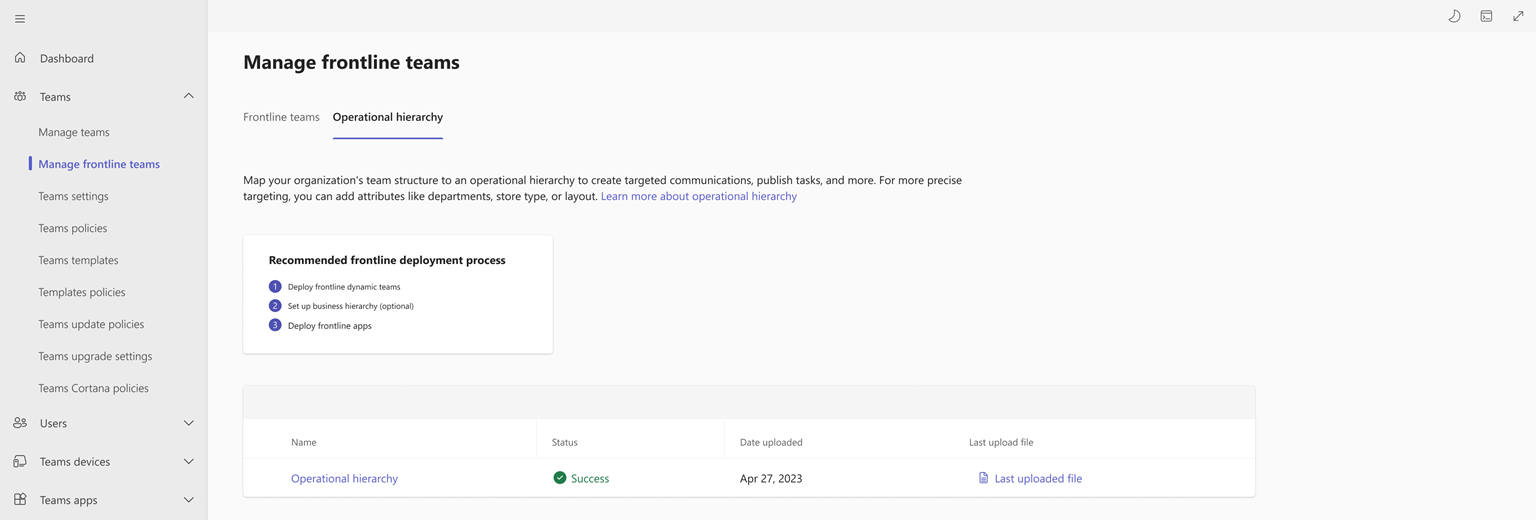 Dashboard
Teams
Manage teams
Manage frontline teams
Teams settings
Teams policies
Teams templates
Templates policies
Teams update policies
Teams upgrade settings
Teams Cortana policies
Users
Teams devices
Teams apps
Manage frontline teams
Frontline teams Operational hierarchy
Map your organization's team structure to an operational hierarchy to create targeted communications, publish tasks, and more. For more precise
targeting, you can add attributes like departments, store type, or layout. Learn more about operational hierarchy
Recommended frontline deployment process
1 Deploy frontline dynamic teams
2 Set up business hierarchy (optional)
3 Deploy frontline apps
Name Status Date uploaded Last upload file
Operational hierarchy Success Apr 27, 2023 Last uploaded file